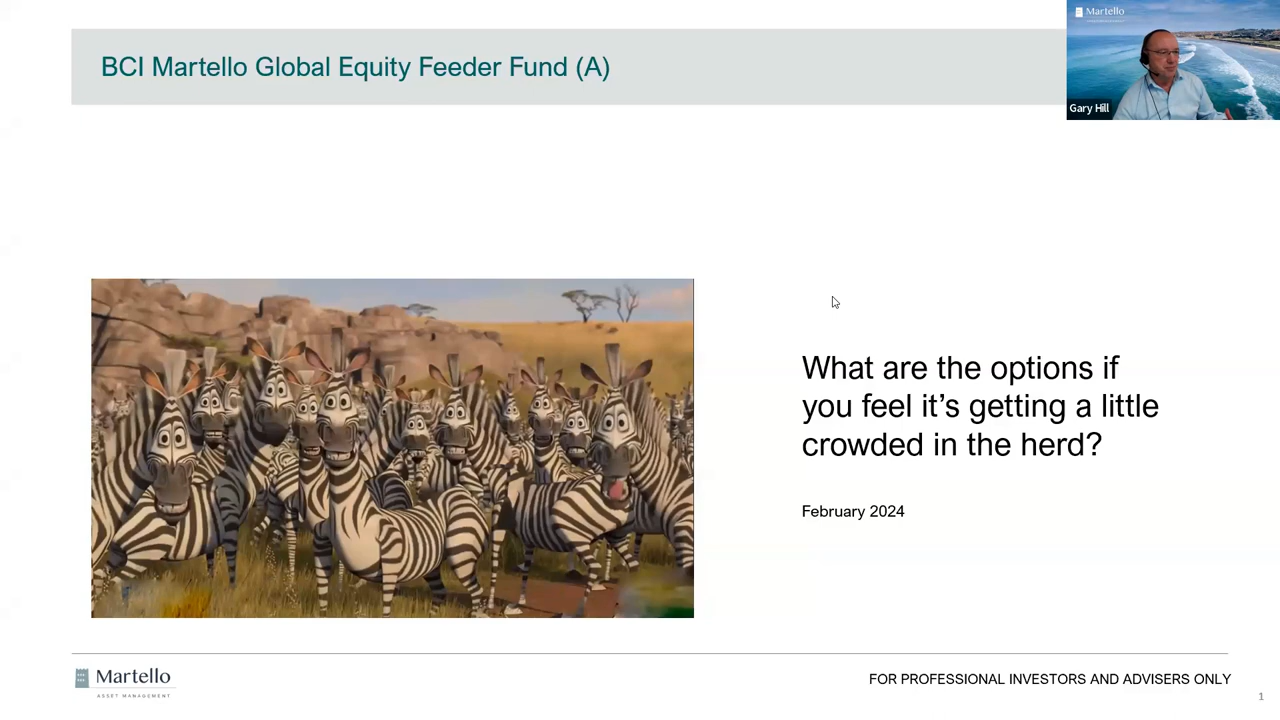 BCI Martello Global Equity Feeder Fund (A)
Martello
Gary Hill
What are the options if
you feel it’s getting a little
crowded in the herd?
February 2024
Martello
ASSET MANAGEMENT
FOR PROFESSIONAL INVESTORS AND ADVISERS ONLY
1